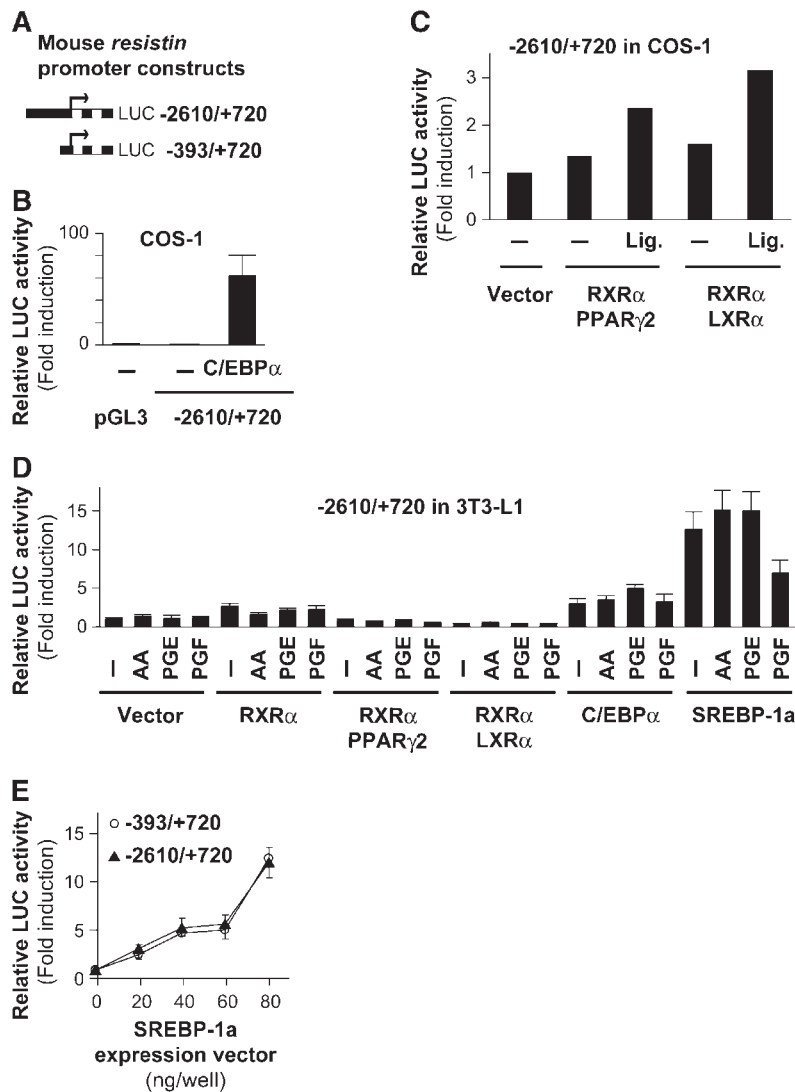 A
Mouse resistin
promoter constructs
LUC -2610/+720
LUC -393/+720
B
Relative LUC activity
(Fold induction)
100
0
COS-1
– – C/EBPα
pGL3 -2610/+720
C
-2610/+720 in COS-1
Relative LUC activity
(Fold induction)
3
2
1
0
– – Lig. – Lig.
Vector RXRα RXRα
PPARγ2 LXRα
D
-2610/+720 in 3T3-L1
Relative LUC activity
(Fold induction)
15
10
5
0
– AA PGE PGF – AA PGE PGF – AA PGE PGF – AA PGE PGF – AA PGE PGF – AA PGE PGF
Vector RXRα RXRα RXRα C/EBPα SREBP-1a
PPARγ2 LXRα
E
-393/+720
-2610/+720
Relative LUC activity
(Fold induction)
15
10
5
0
0 20 40 60 80
SREBP-1a
expression vector
(ng/well)